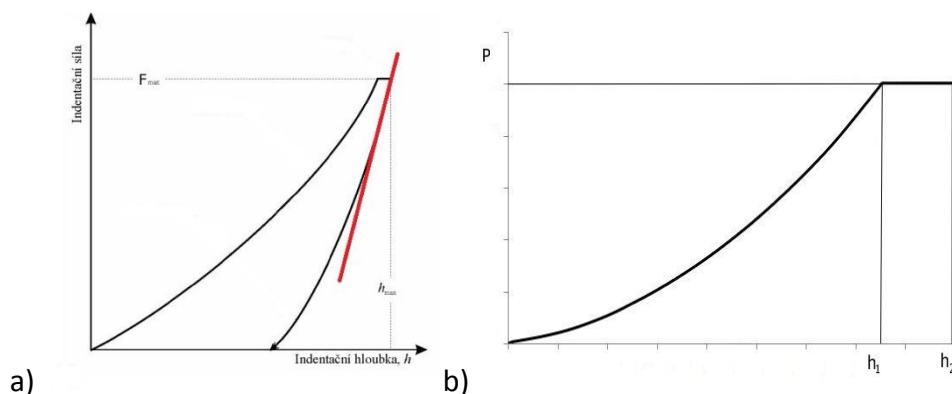 Indentační síla
Fmax
hmax
Indentační hloubka, h
a)
P
h1
h2
b)